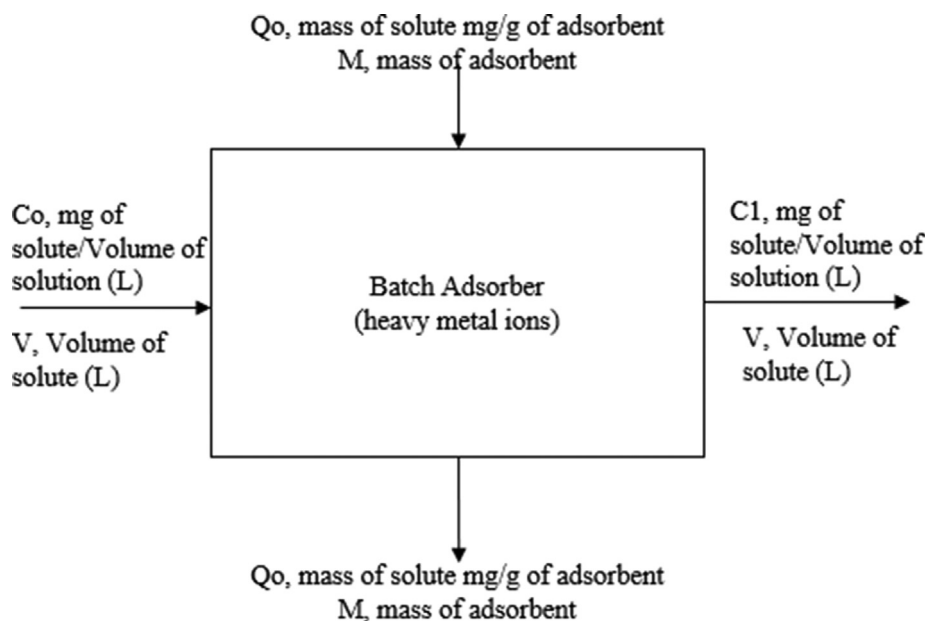 Qo, mass of solute mg/g of adsorbent
M, mass of adsorbent
Co, mg of
solute/Volume of
solution (L)
V, Volume of
solute (L)
Batch Adsorber
(heavy metal ions)
C1, mg of
solute/Volume of
solution (L)
V, Volume of
solute (L)
Qo, mass of solute mg/g of adsorbent
M, mass of adsorbent